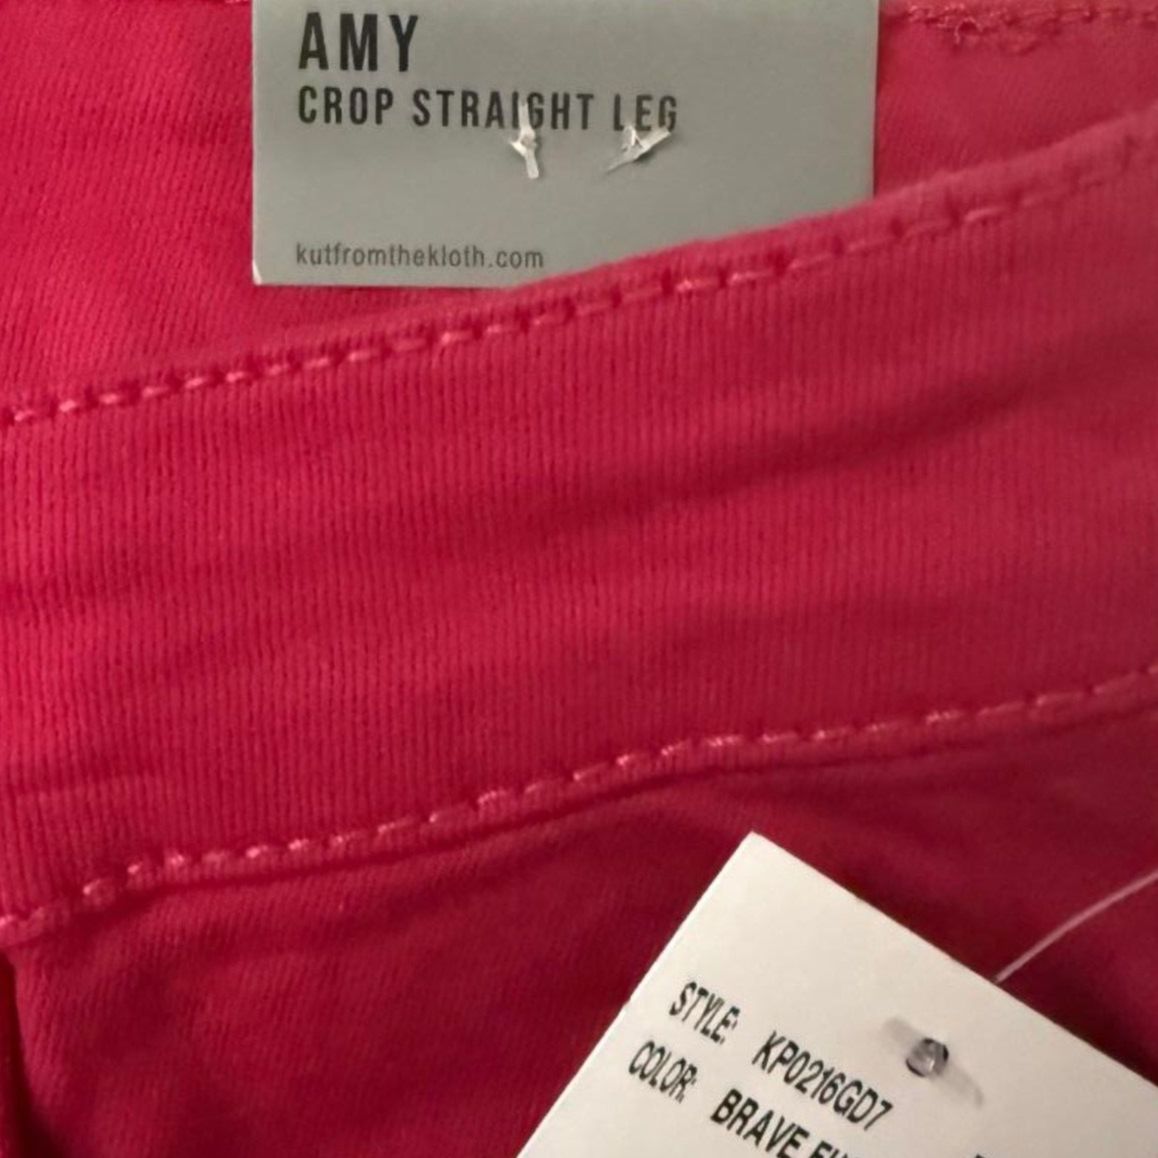 AMY
CROP STRAIGHT LEG
kutfromthekloth.com
STYLE: KP0216GD7
COLOR: BRAVE